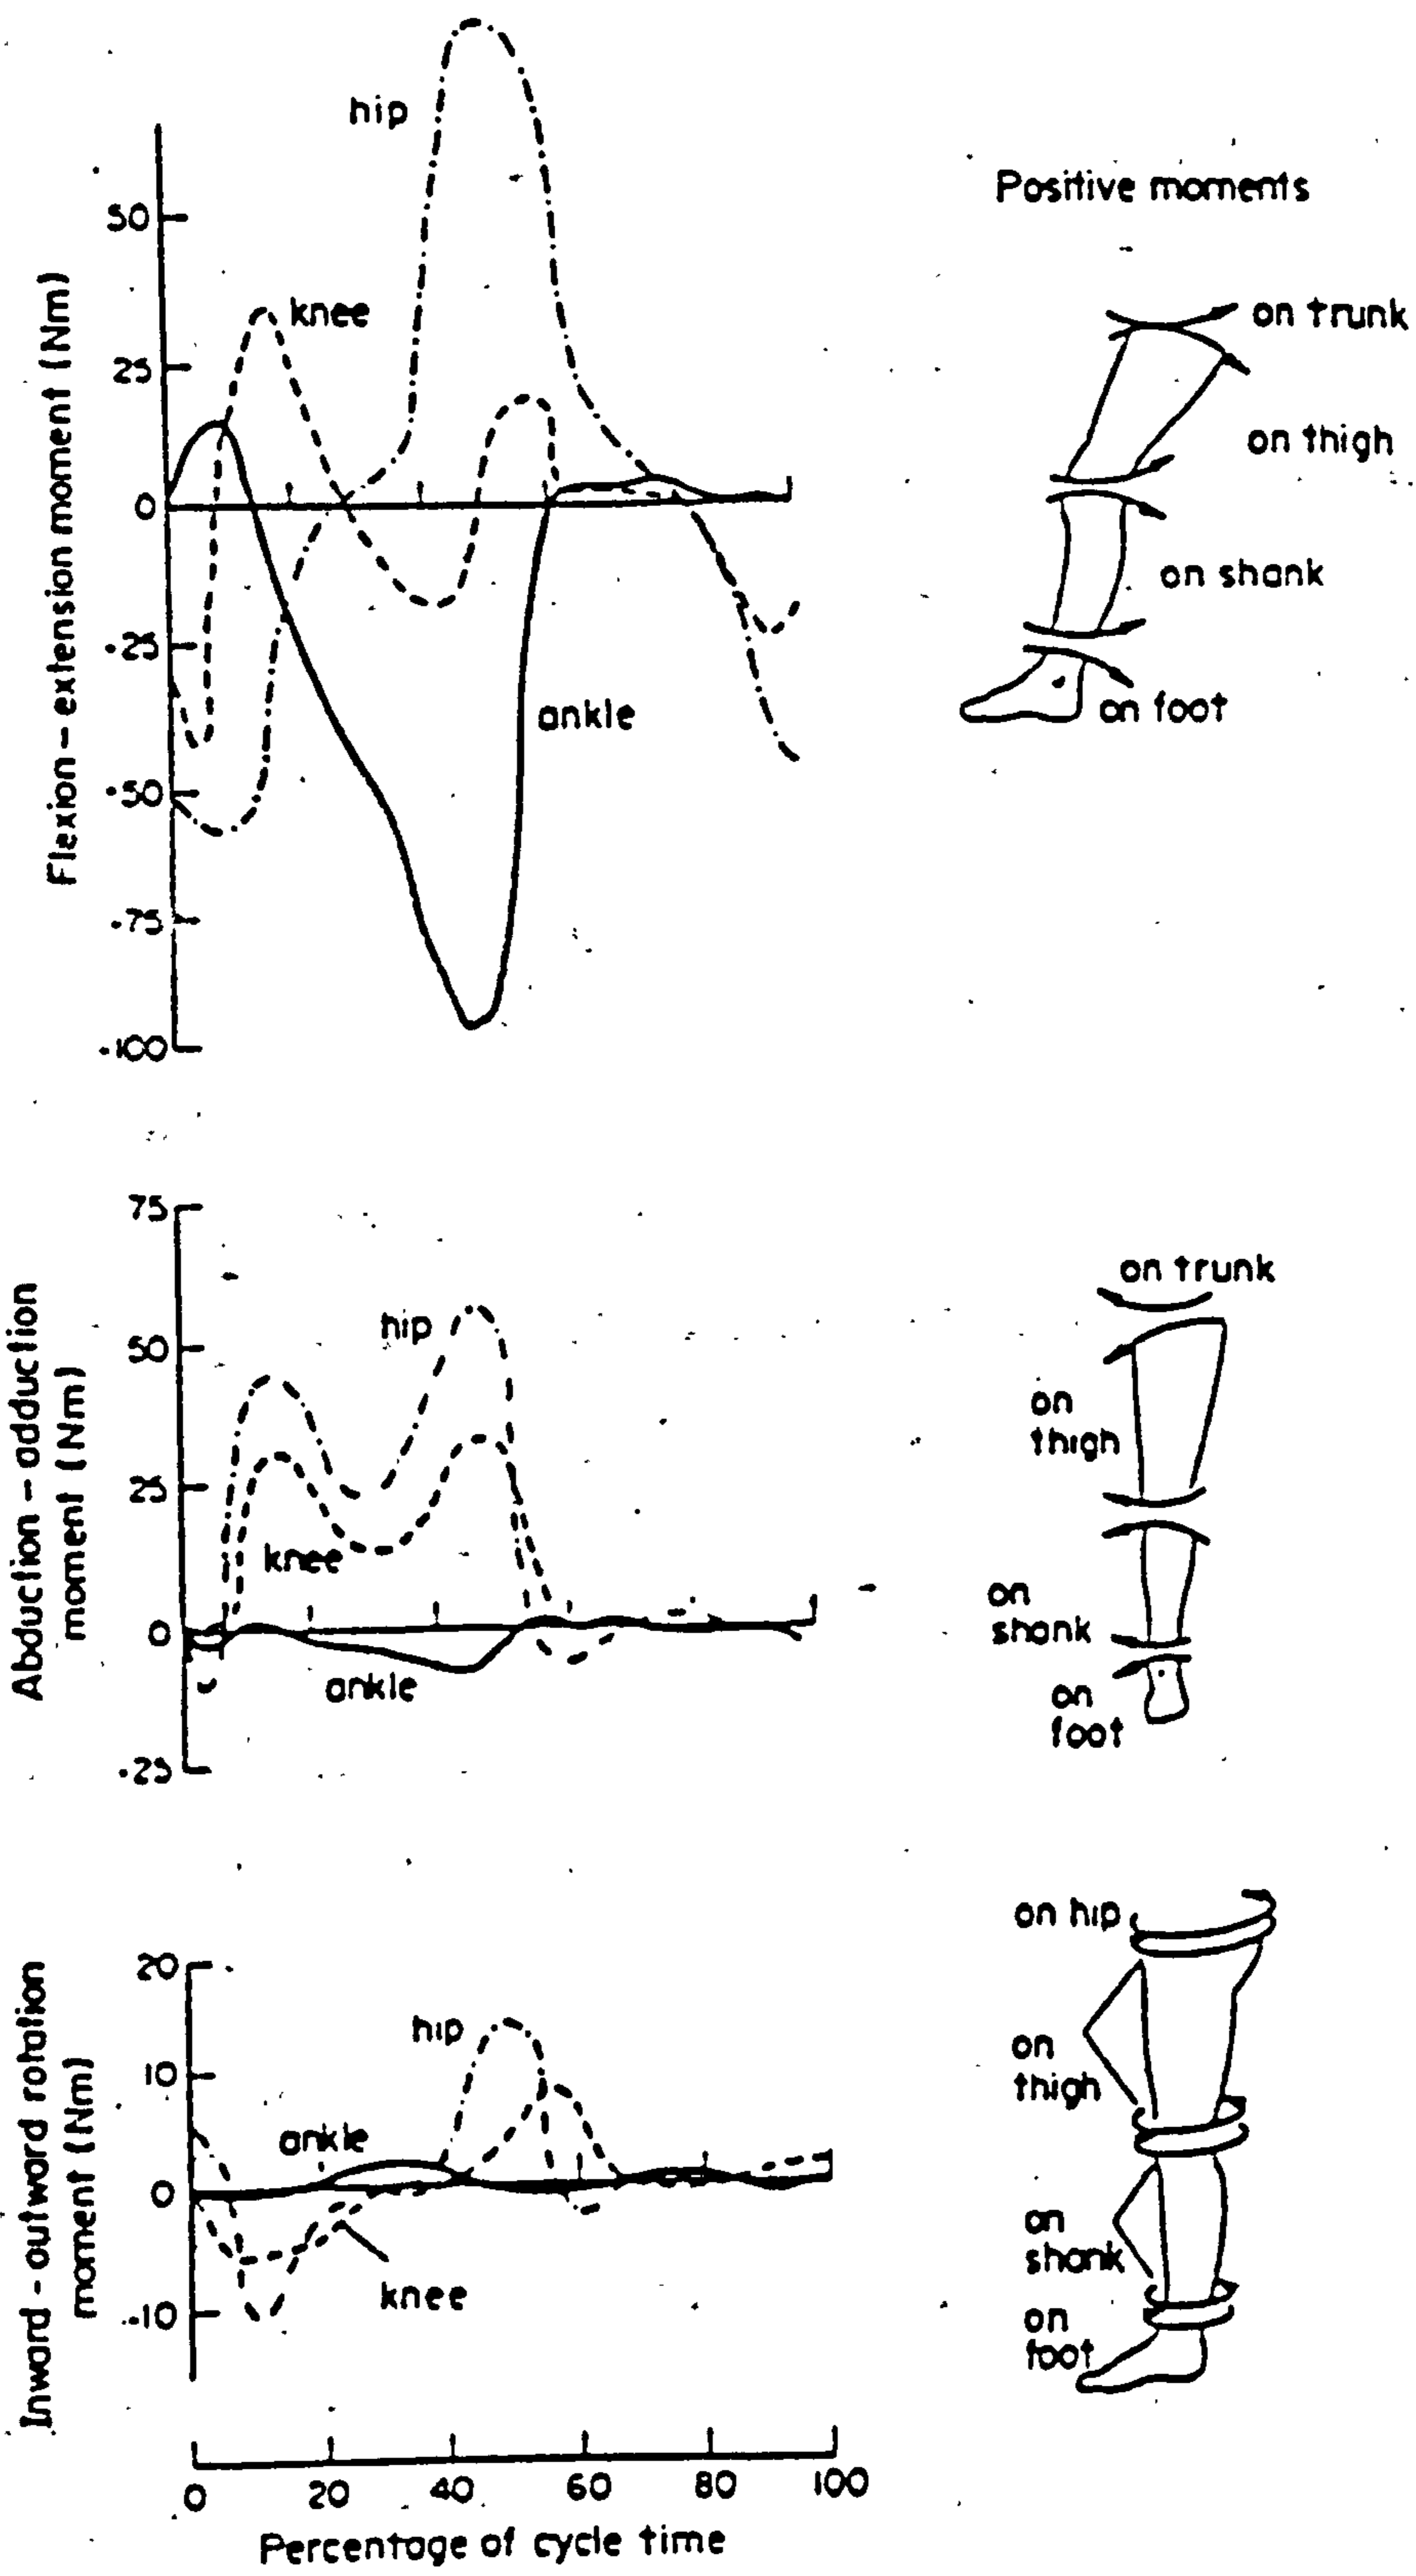 hip
Positive moments
50
on trunk
knee
25
on thigh
0
on shank
-25
ankle
on foot
-50
-75
-100
Flexion - extension moment (Nm)
75
on trunk
hip
50
on
thigh
25
knee
on
shank
0
ankle
on
foot
-25
Abduction - adduction
moment (Nm)
on hip
20
hip
10
on
thigh
ankle
0
on
shank
knee
-10
on
foot
Inward - outward rotation
moment (Nm)
0 20 40 60 80 100
Percentage of cycle time